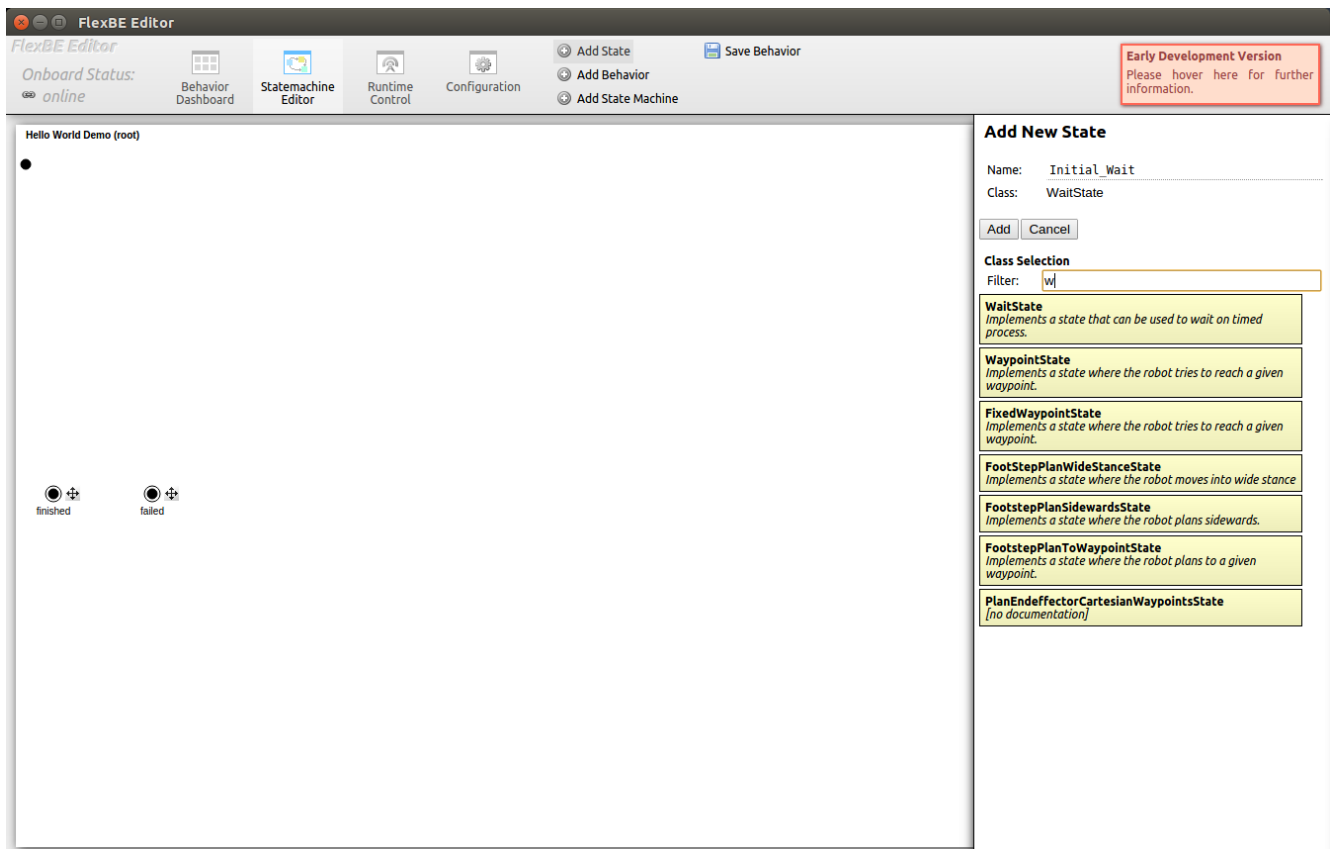 FlexBE Editor
FlexBE Editor
Onboard Status:
online
Behavior
Dashboard
Statemachine
Editor
Runtime
Control
Configuration
Add State
Add Behavior
Add State Machine
Save Behavior
Early Development Version
Please hover here for further
information.
Hello World Demo (root)
finished
failed
Add New State
Name: Initial_Wait
Class: WaitState
Add Cancel
Class Selection
Filter: w
WaitState
Implements a state that can be used to wait on timed
process.
WaypointState
Implements a state where the robot tries to reach a given
waypoint.
FixedWaypointState
Implements a state where the robot tries to reach a given
waypoint.
FootStepPlanWideStanceState
Implements a state where the robot moves into wide stance
FootstepPlanSidewardsState
Implements a state where the robot plans sidewards.
FootstepPlanToWaypointState
Implements a state where the robot plans to a given
waypoint.
PlanEndeffectorCartesianWaypointsState
[no documentation]